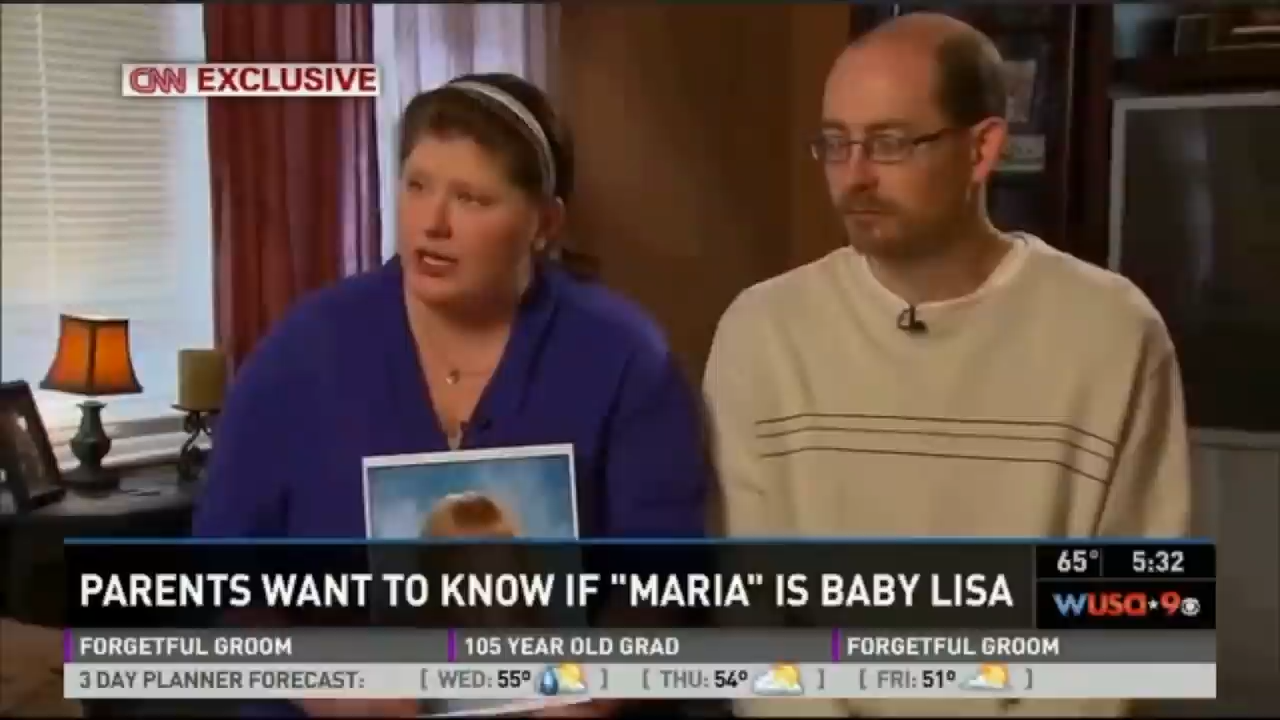 CNN EXCLUSIVE
PARENTS WANT TO KNOW IF "MARIA" IS BABY LISA
65° 5:32
WUSA★9
FORGETFUL GROOM 105 YEAR OLD GRAD FORGETFUL GROOM
3 DAY PLANNER FORECAST: [ WED: 55° ] [ THU: 54° ] [ FRI: 51° ]